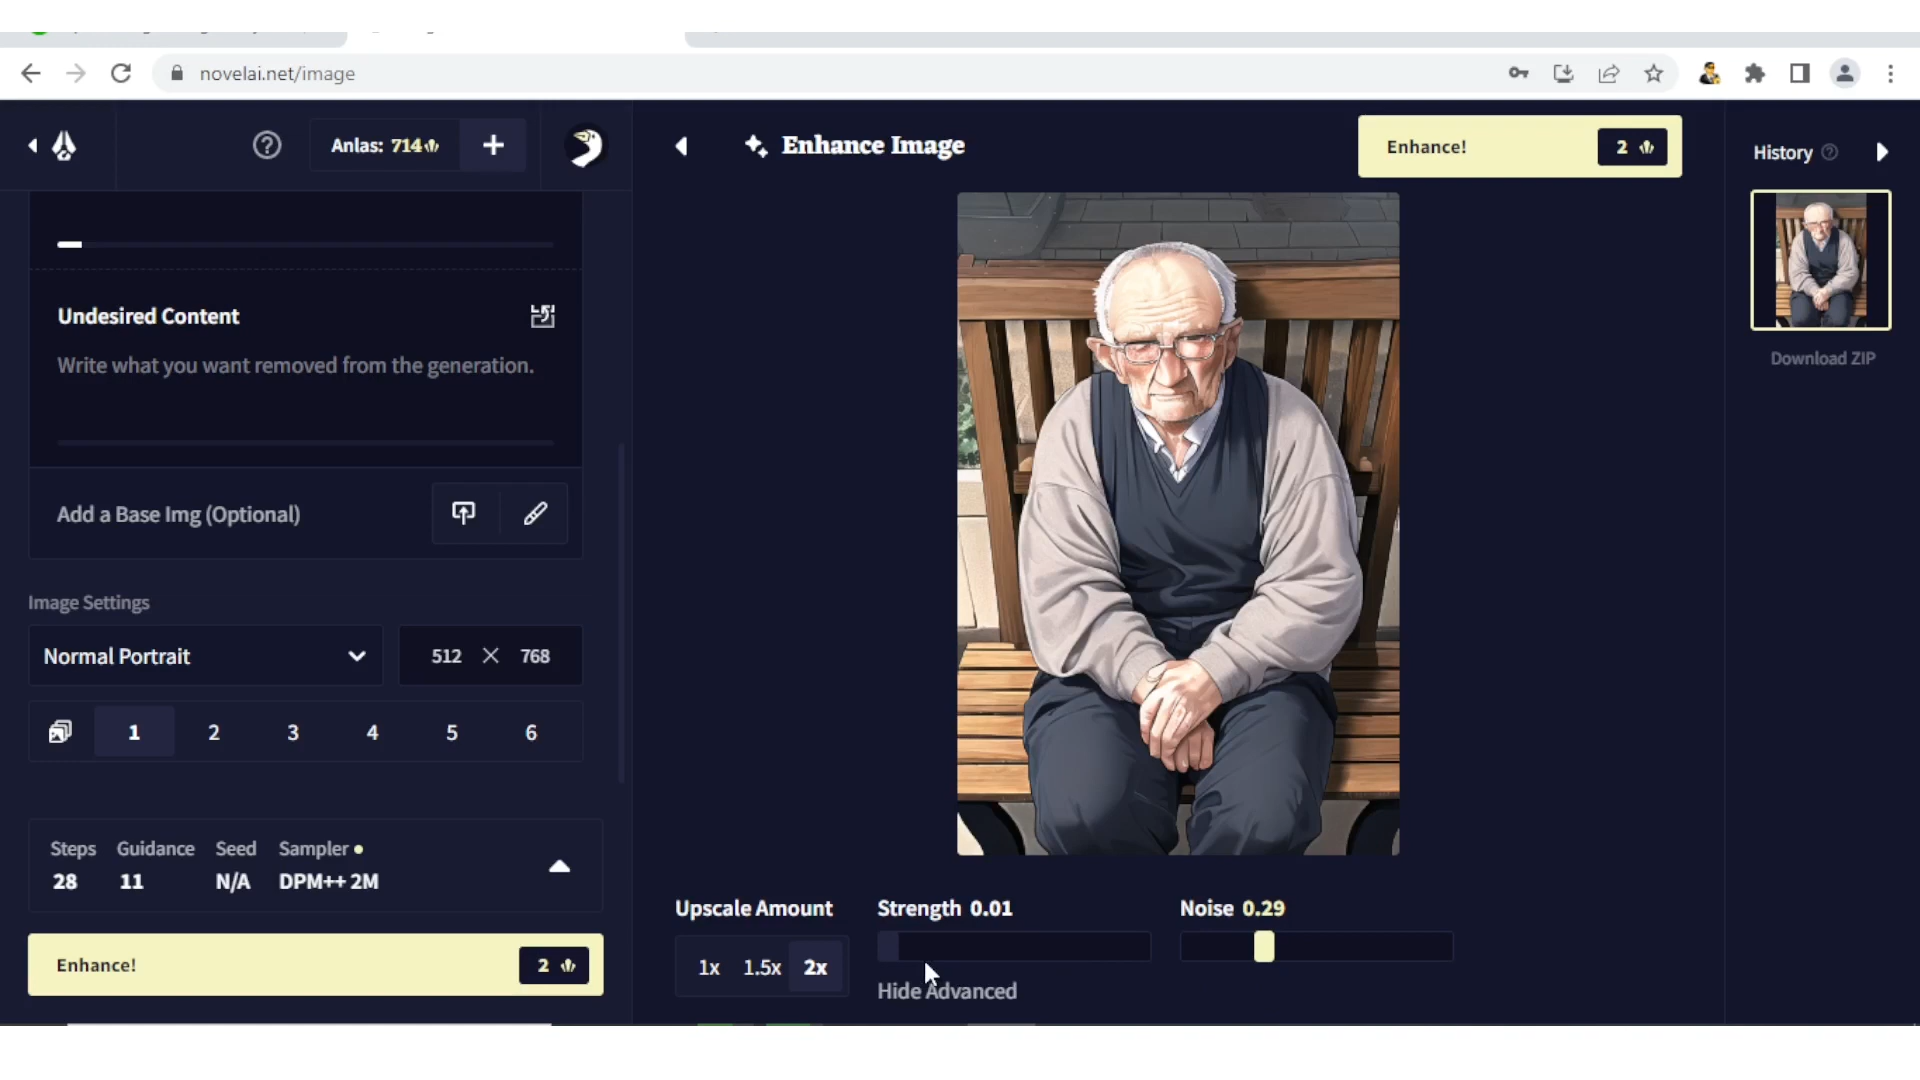 novelai.net/image
Anlas: 714
Enhance Image
Enhance!
2
History
Download ZIP
Undesired Content
Write what you want removed from the generation.
Add a Base Img (Optional)
Image Settings
Normal Portrait
512 X 768
1 2 3 4 5 6
Steps Guidance Seed Sampler
28 11 N/A DPM++ 2M
Enhance!
2
Upscale Amount
1x 1.5x 2x
Strength 0.01
Hide Advanced
Noise 0.29